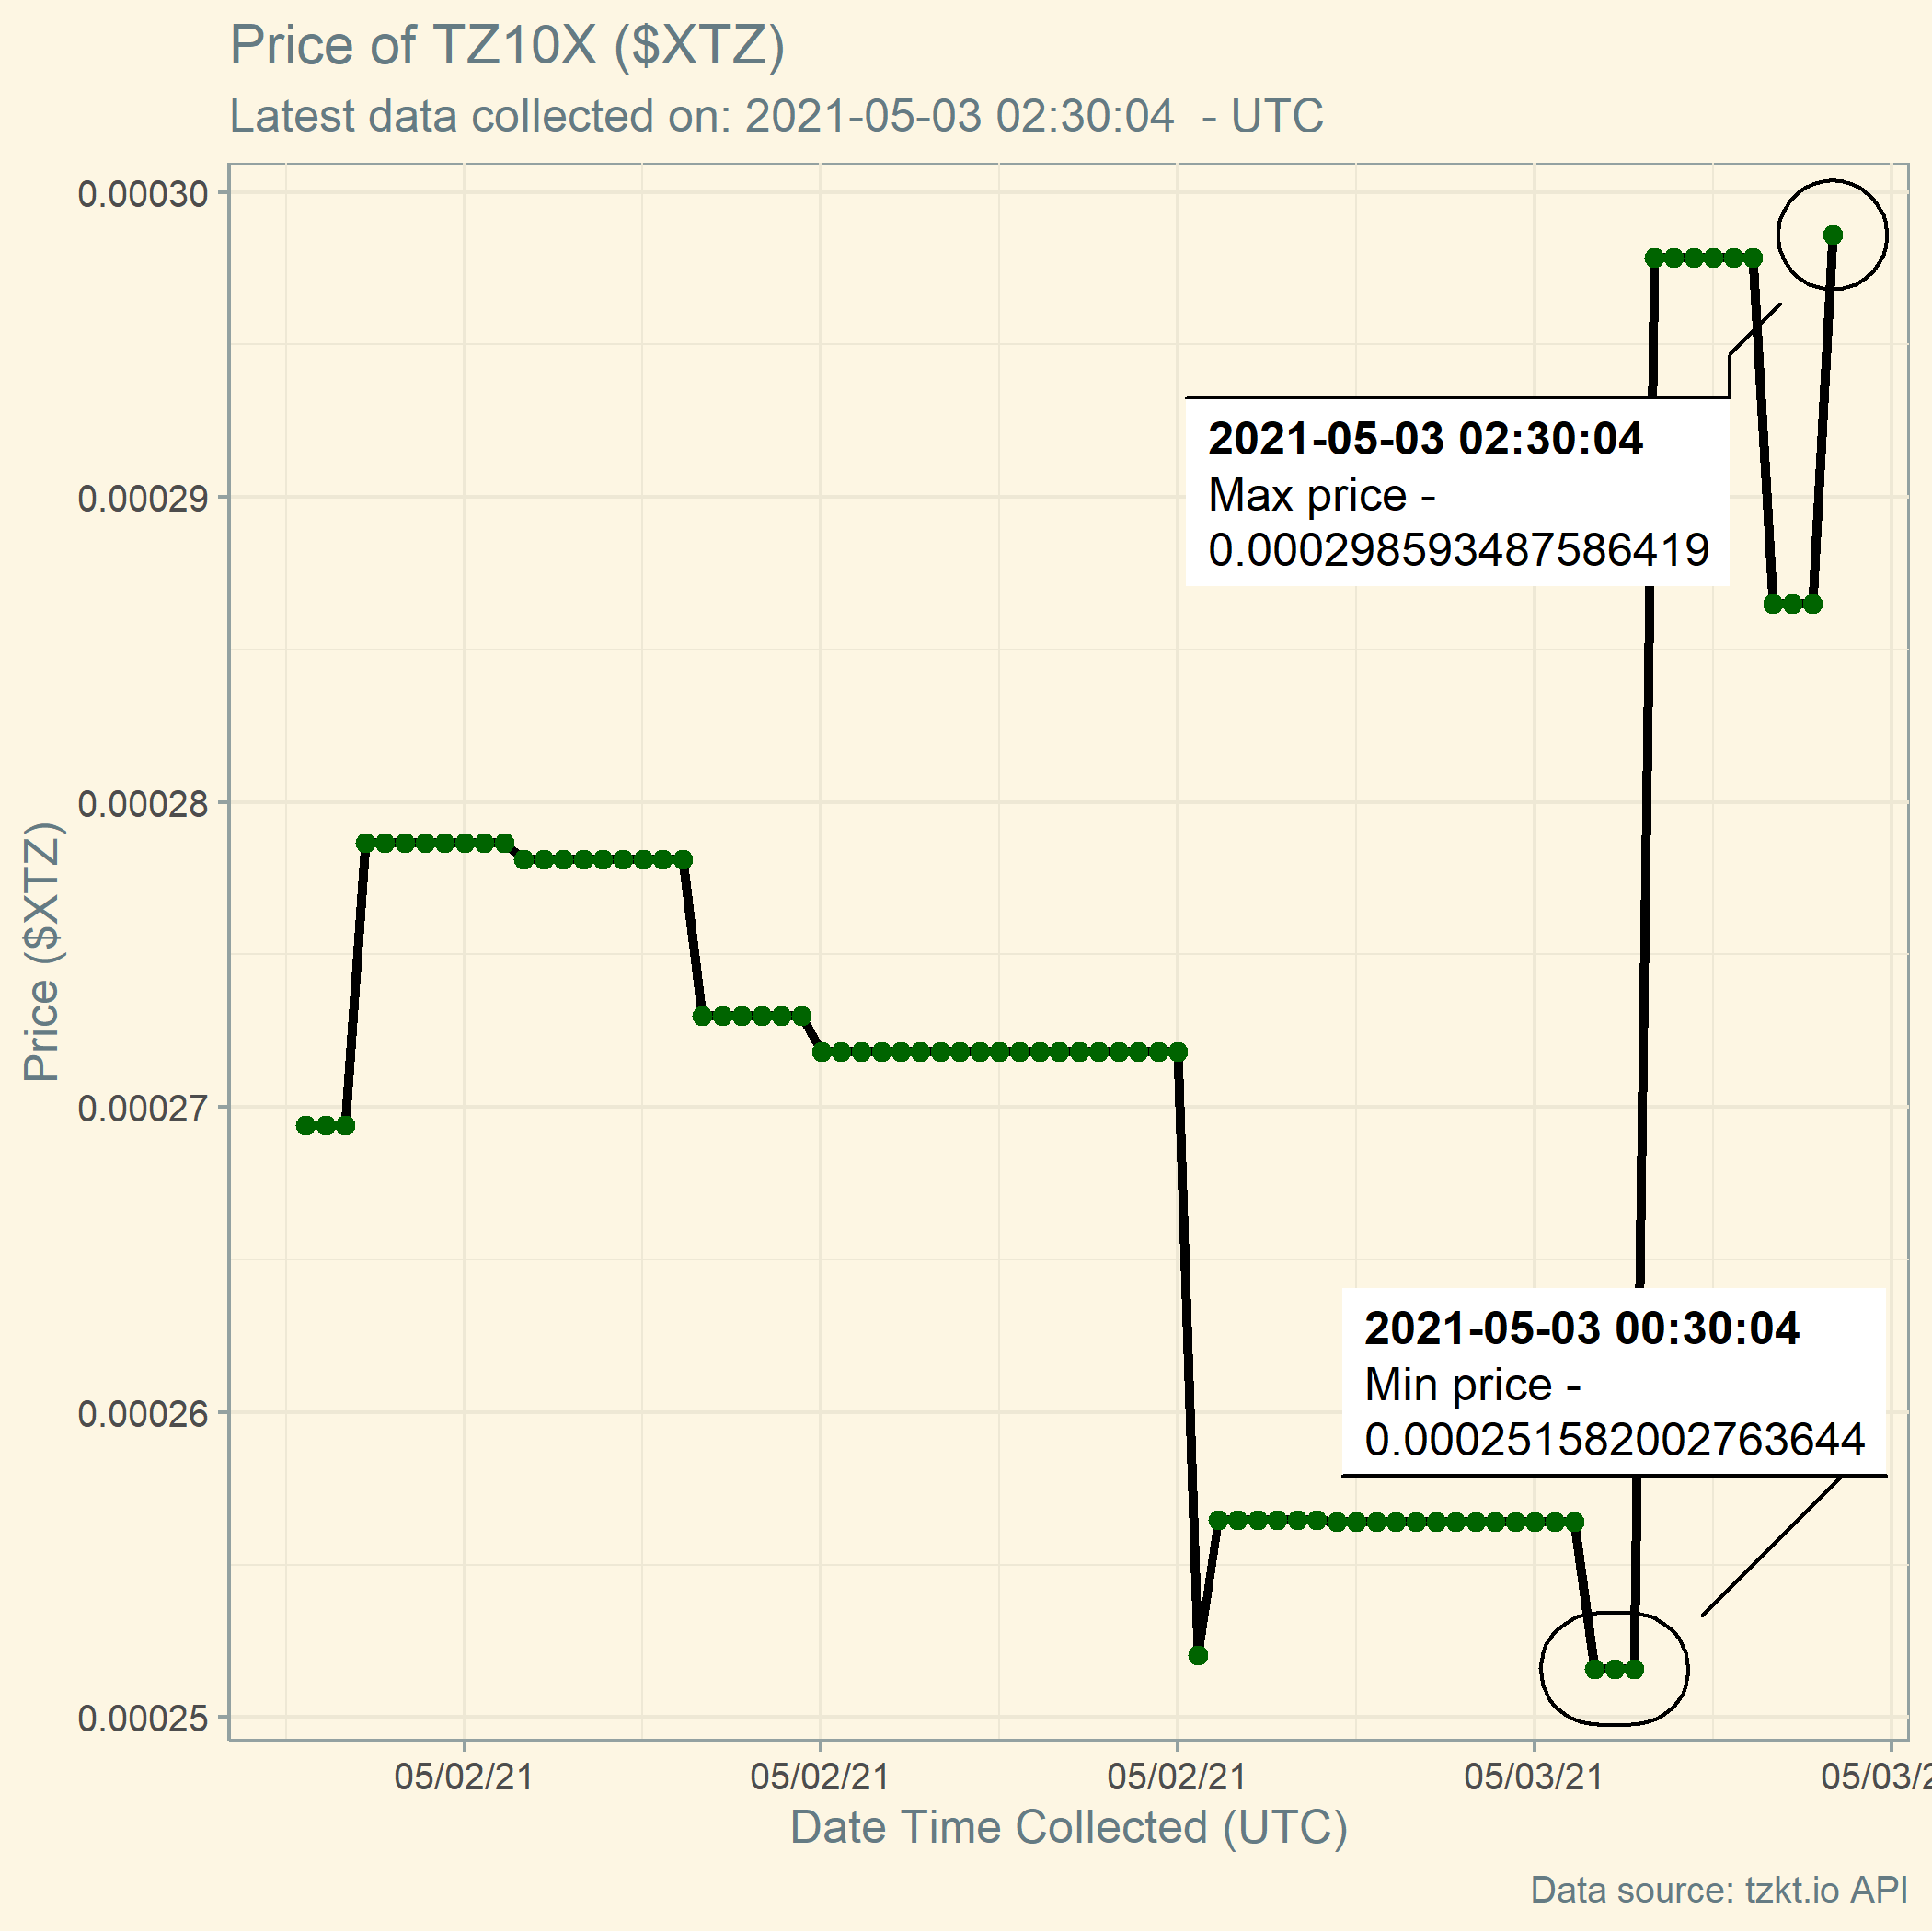 Price of TZ10X ($XTZ)
Latest data collected on: 2021-05-03 02:30:04 - UTC
0.00030
0.00029
0.00028
0.00027
0.00026
0.00025
Price ($XTZ)
2021-05-03 02:30:04
Max price -
0.000298593487586419
2021-05-03 00:30:04
Min price -
0.000251582002763644
05/02/21
05/02/21
05/02/21
05/03/21
05/03/2
Date Time Collected (UTC)
Data source: tzkt.io API